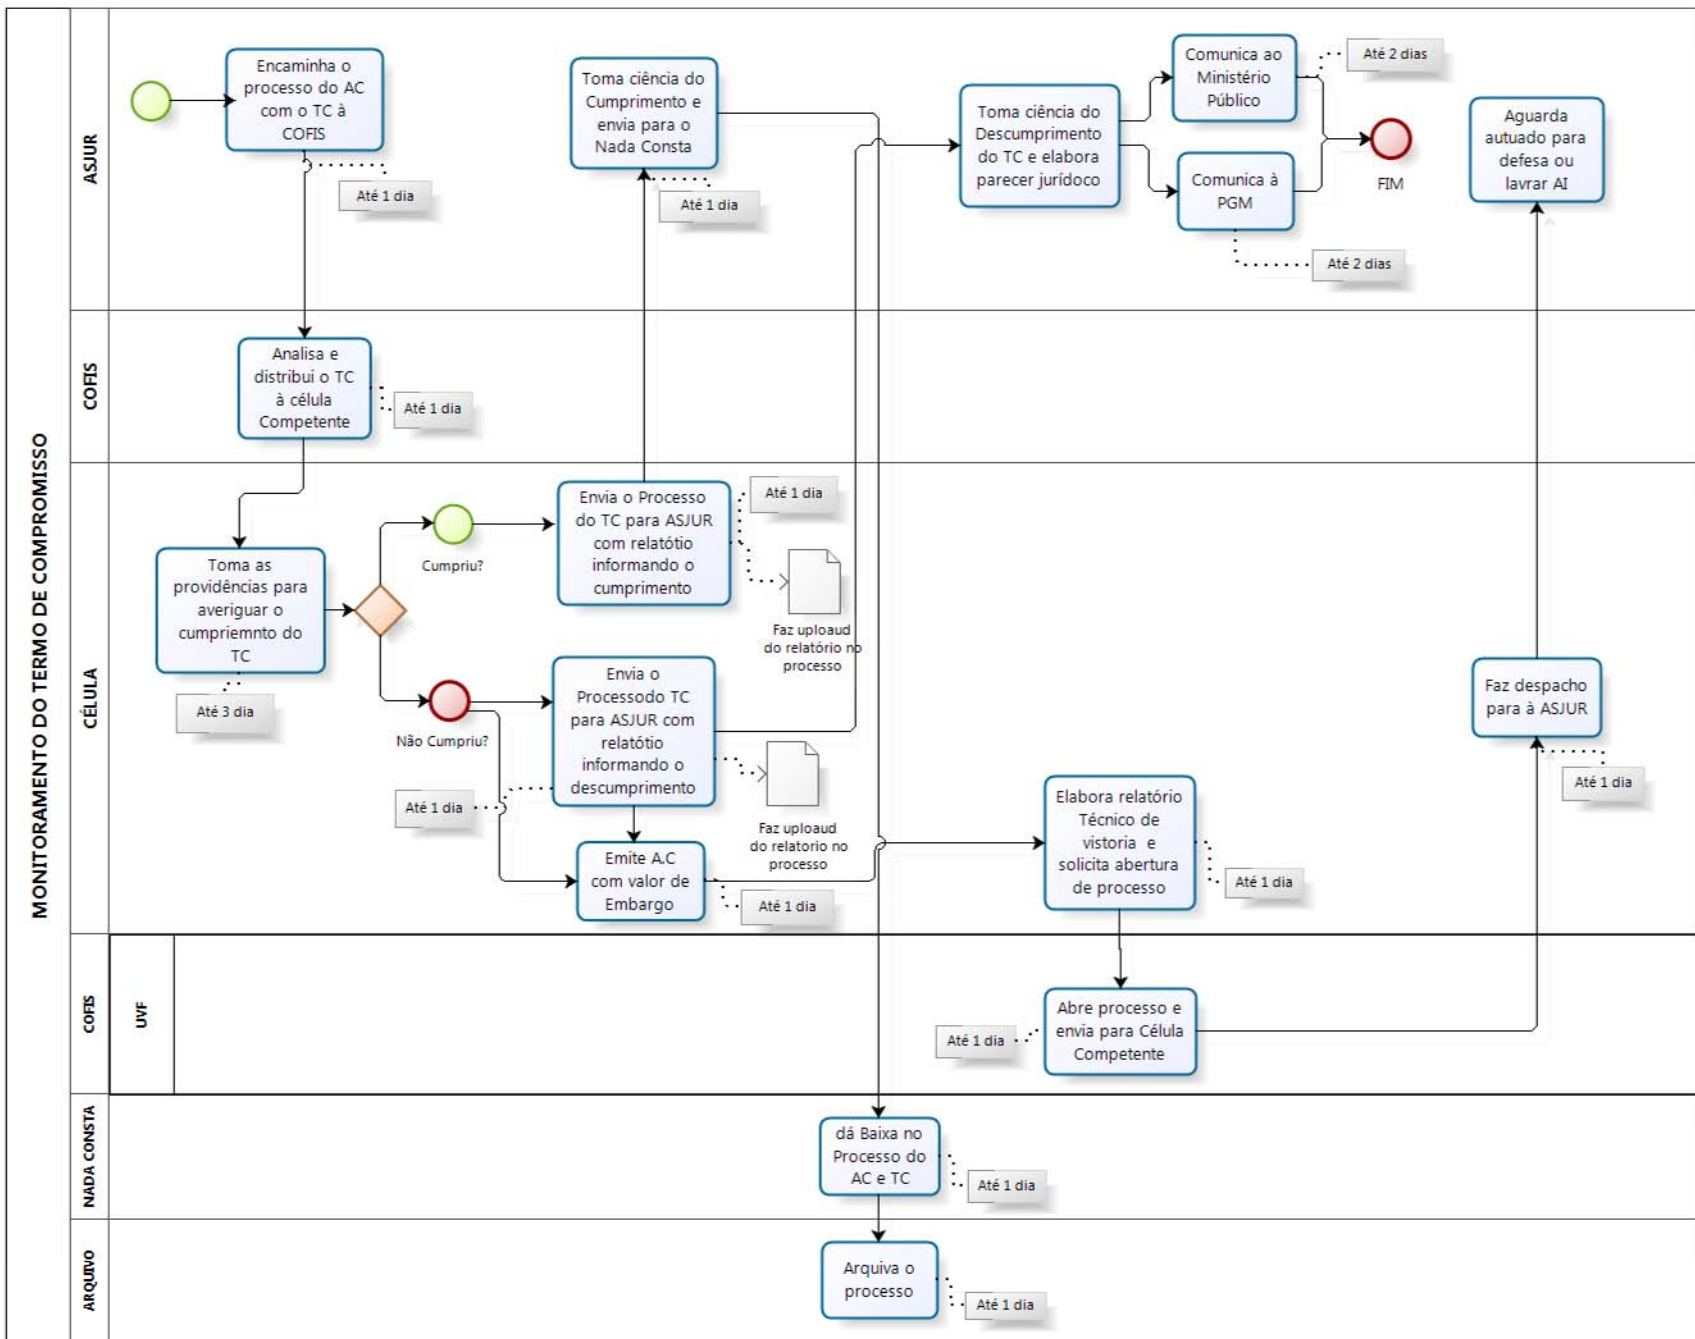 MONITORAMENTO DO TERMO DE COMPROMISSO
ASJUR
Encaminha o
processo do AC
com o TC à
COFIS
Até 1 dia
Toma ciência do
Cumprimento e
envia para o
Nada Consta
Até 1 dia
Toma ciência do
Descumprimento
do TC e elabora
parecer jurídoco
Comunica ao
Ministério
Público
Até 2 dias
Comunica à
PGM
Até 2 dias
FIM
Aguarda
autuado para
defesa ou
lavrar AI
COFIS
Analisa e
distribui o TC
à célula
Competente
Até 1 dia
CÉLULA
Toma as
providências para
averiguar o
cumpriemnto do
TC
Até 3 dia
Cumpriu?
Envia o Processo
do TC para ASJUR
com relatótio
informando o
cumprimento
Até 1 dia
Faz uploaud
do relatório no
processo
Não Cumpriu?
Envia o
Processodo TC
para ASJUR com
relatótio
informando o
descumprimento
Até 1 dia
Faz uploaud
do relatorio no
processo
Emite A.C
com valor de
Embargo
Até 1 dia
Elabora relatório
Técnico de
vistoria e
solicita abertura
de processo
Até 1 dia
Faz despacho
para à ASJUR
Até 1 dia
COFIS
UVF
Abre processo e
envia para Célula
Competente
Até 1 dia
NADA CONSTA
dá Baixa no
Processo do
AC e TC
Até 1 dia
ARQUIVO
Arquiva o
processo
Até 1 dia